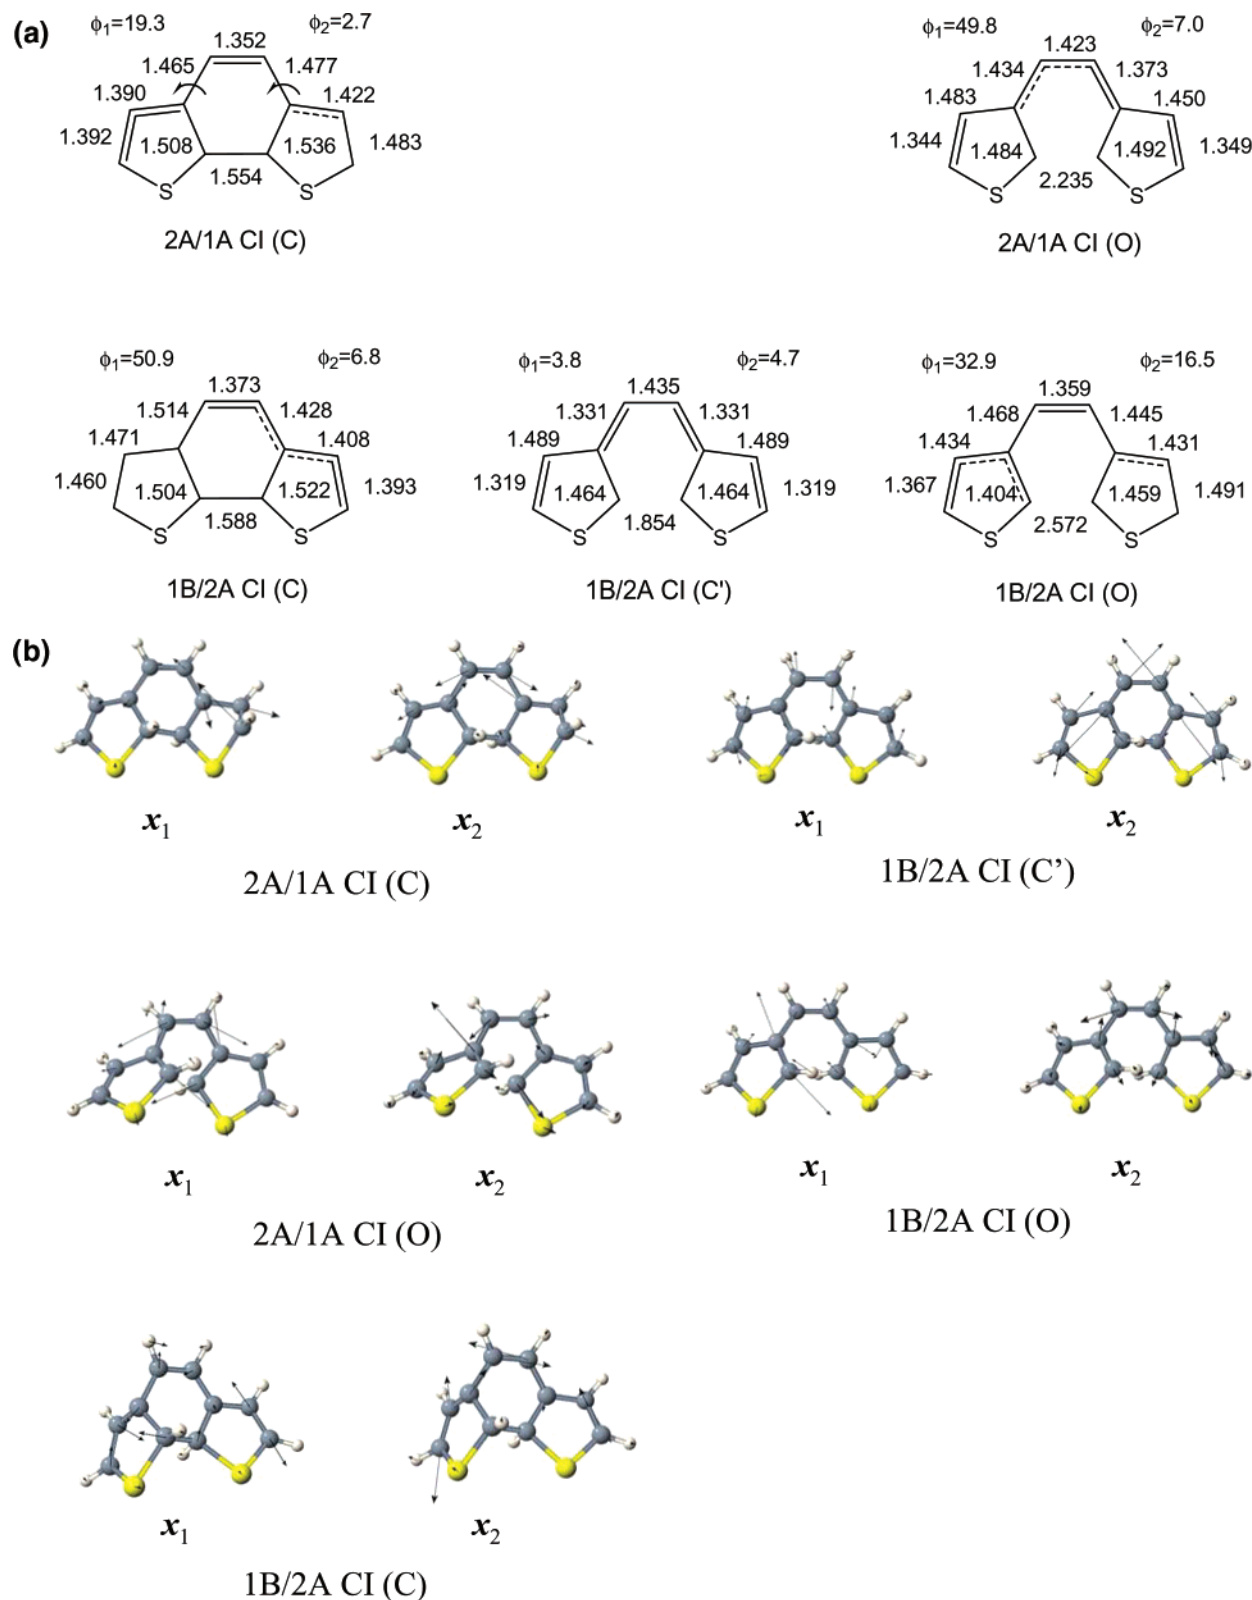 (a)
ϕ1=19.3 1.352 ϕ2=2.7
1.465 1.477
1.390 1.422
1.392 1.508 1.536 1.483
1.554
S S
2A/1A CI (C)
ϕ1=49.8 1.423 ϕ2=7.0
1.434 1.373
1.483 1.450
1.344 1.484 1.492 1.349
2.235
S S
2A/1A CI (O)
ϕ1=50.9 1.373 ϕ2=6.8
1.514 1.428
1.471 1.408
1.460 1.504 1.522 1.393
1.588
S S
1B/2A CI (C)
ϕ1=3.8 1.435 ϕ2=4.7
1.331 1.331
1.489 1.489
1.319 1.464 1.464 1.319
1.854
S S
1B/2A CI (C')
ϕ1=32.9 1.359 ϕ2=16.5
1.468 1.445
1.434 1.431
1.367 1.404 1.459 1.491
2.572
S S
1B/2A CI (O)
(b)
x1 x2
2A/1A CI (C)
x1 x2
1B/2A CI (C’)
x1 x2
2A/1A CI (O)
x1 x2
1B/2A CI (O)
x1 x2
1B/2A CI (C)